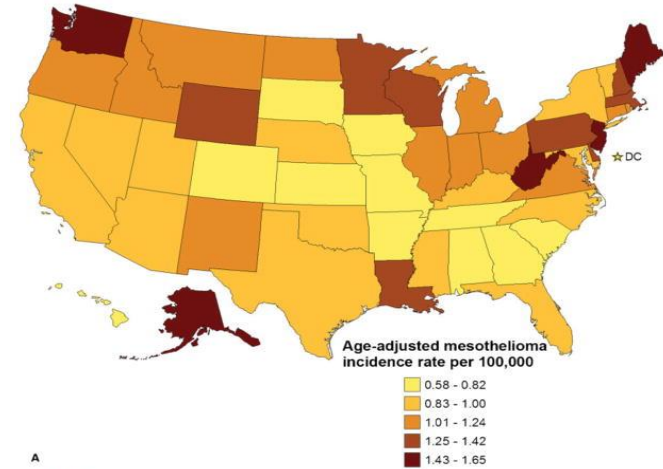 DC
Age-adjusted mesothelioma
incidence rate per 100,000
0.58 - 0.82
0.83 - 1.00
1.01 - 1.24
1.25 - 1.42
1.43 - 1.65
A